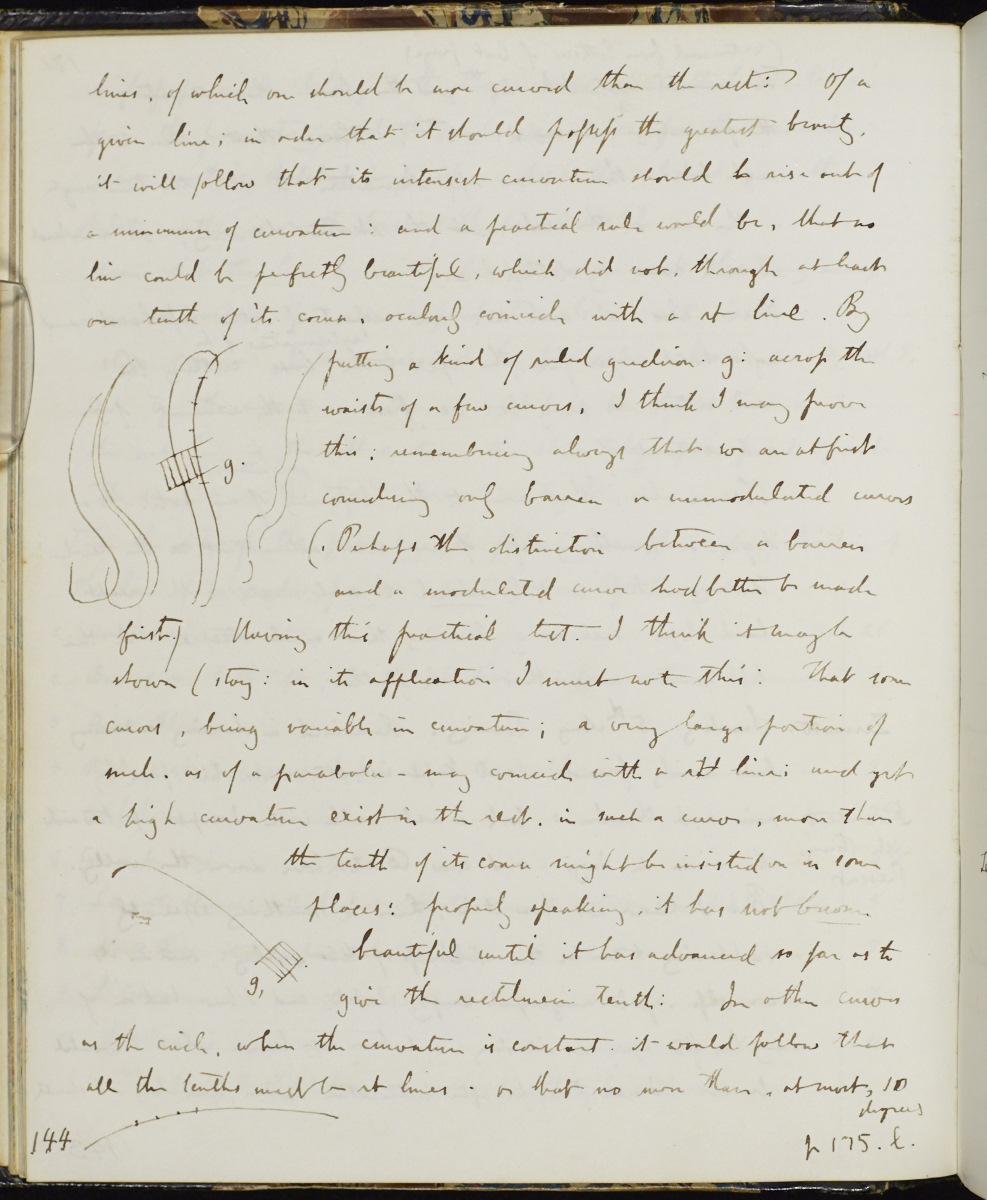 lines, of which one should be more curved than the rest:? Of a
given line; in order that it should possess the greatest beauty,
it will follow that its intensest curvature should be rise out of
a minimum of curvature: and a practical rule would be, that no
line could be perfectly beautiful, which did not, through at least
one tenth of its course, ocularly coincide with a st line. By
putting a kind of ruled gridiron. g: across the
waists of a few curves, I think I may prove
g.
this; remembering always that we are at first
considering only barren or unmodulated curves
(. Perhaps the distinction between a barren
and a modulated curve had better be made
first.) Having this practical test. I think it may be
shown (stay: in its application I must note this: That some
curves, being variable in curvature; a very large portion of
such. as of a parabola - may coincide with a st line; and yet
a high curvature exist in the rest. in such a curve, more than
the tenth of its course might be insisted on in some
places: properly speaking, it has not become
beautiful until it has advanced so far as to
g,
give the rectilinear tenth: In other curves
as the circle, when the curvature is constant. it would follow that
all the tenths must be st lines. or that no more than, at most, 10
degrees
144
p 175. l.